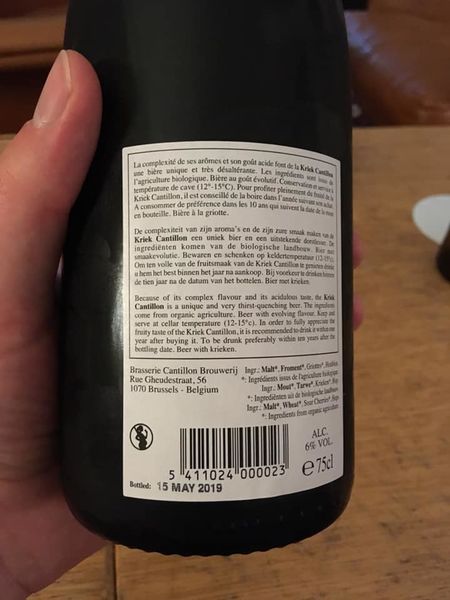 La complexité de ses arômes et son goût acide font de la Kriek Cantillon
une bière unique et très désaltérante. Les ingrédients sont issus de
l'agriculture biologique. Bière au goût évolutif. Conservation et service à
température de cave (12°-15°C). Pour profiter pleinement du fruité de la
Kriek Cantillon, il est conseillé de la boire dans l'année suivant son achat.
A consommer de préférence dans les 10 ans qui suivent la date de la mise
en bouteille. Bière à la griotte.
De complexiteit van zijn aroma's en de zijn zure smaak maken van de
Kriek Cantillon een uniek bier en een uitstekende dorstlesser. De
ingrediënten komen van de biologische landbouw. Bier met
smaakevolutie. Bewaren en schenken op keldertemperatuur (12-15°C).
Om ten volle van de fruitsmaak van de Kriek Cantillon te genieten drinkt
u hem het best binnen het jaar na aankoop. Bij voorkeur te drinken binnen
de tien jaar na de datum van het bottelen. Bier met krieken.
Because of its complex flavour and its acidulous taste, the Kriek
Cantillon is a unique and very thirst-quenching beer. The ingredients
come from organic agriculture. Beer with evolving flavour. Keep and
serve at cellar temperature (12-15°c). In order to fully appreciate the
fruity taste of the Kriek Cantillon, it is recommended to drink it within one
year after buying it. To be drunk preferably within ten years after the
bottling date. Beer with krieken.
Brasserie Cantillon Brouwerij
Rue Gheudestraat, 56
1070 Brussels - Belgium
Ingr.: Malt*, Froment*, Griottes*, Houblon
*: Ingrédients issus de l'agriculture biologique
Ingr.: Mout*, Tarwe*, Krieken*, Hop
*: Ingrediënten uit de biologische landbouw
Ingr.: Malt*, Wheat*, Sour Cherries*, Hops
*: Ingredients from organic agriculture
ALC.
6% VOL.
e 75cl
5 411024 000023
Bottled: 15 MAY 2019